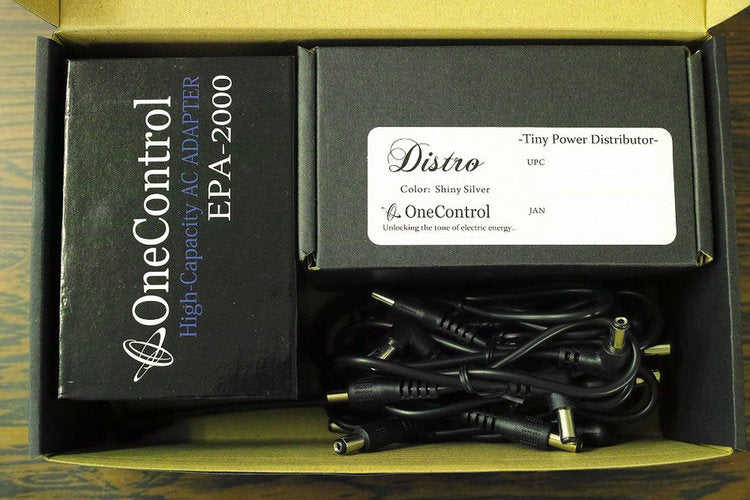 OneControl
High-Capacity AC ADAPTER
EPA-2000
Distro
-Tiny Power Distributor-
UPC
Color: Shiny Silver
OneControl
JAN
Unlocking the tone of electric energy..